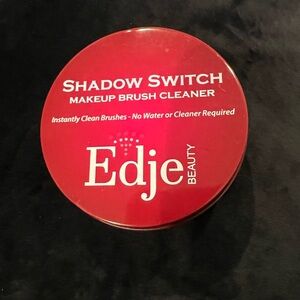 SHADOW SWITCH
MAKEUP BRUSH CLEANER
Instantly Clean Brushes - No Water or Cleaner Required
Edje
BEAUTY